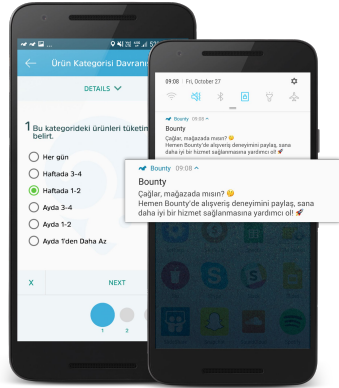 Ürün Kategorisi Davranı
DETAILS
1 Bu kategorideki ürünleri tüketim
belirt.
Her gün
Haftada 3-4
Haftada 1-2
Ayda 3-4
Ayda 1-2
Ayda 1'den Daha Az
X NEXT
1
3
09:08 Fri, October 27
Bounty 09:08
Bounty
Çağlar, mağazada mısın? 🤔
Hemen Bounty'de alışveriş deneyimini paylaş, sana
daha iyi bir hizmet sağlanmasına yardımcı ol! 🚀
Bounty 09:08
Bounty
Çağlar, mağazada mısın? 🤔
Hemen Bounty'de alışveriş deneyimini paylaş, sana
daha iyi bir hizmet sağlanmasına yardımcı ol! 🚀